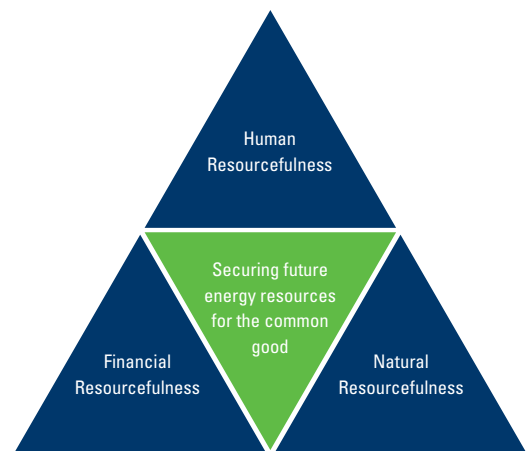 Human
Resourcefulness
Securing future
energy resources
for the common
good
Financial
Resourcefulness
Natural
Resourcefulness